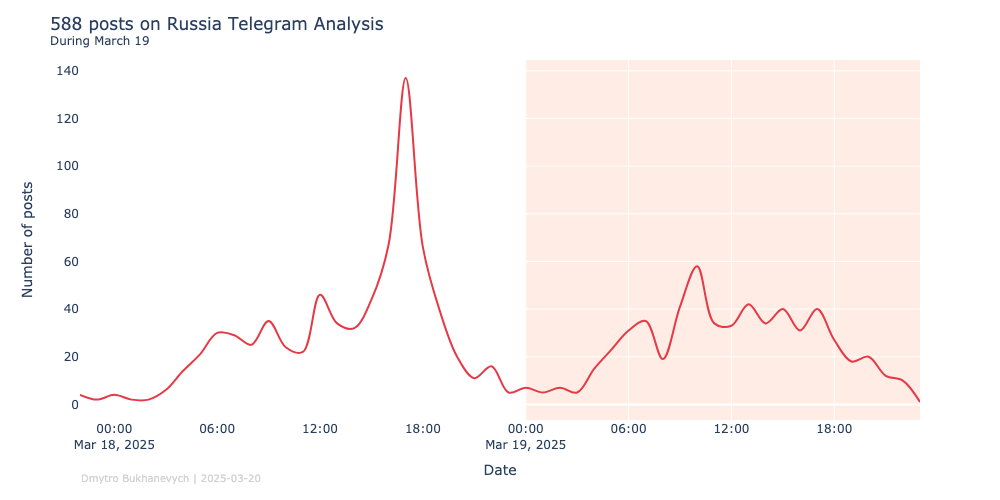 588 posts on Russia Telegram Analysis
During March 19
140
120
100
80
60
40
20
0
Number of posts
00:00 06:00 12:00 18:00 00:00 06:00 12:00 18:00
Mar 18, 2025 Mar 19, 2025
Date
Dmytro Bukhanevych | 2025-03-20